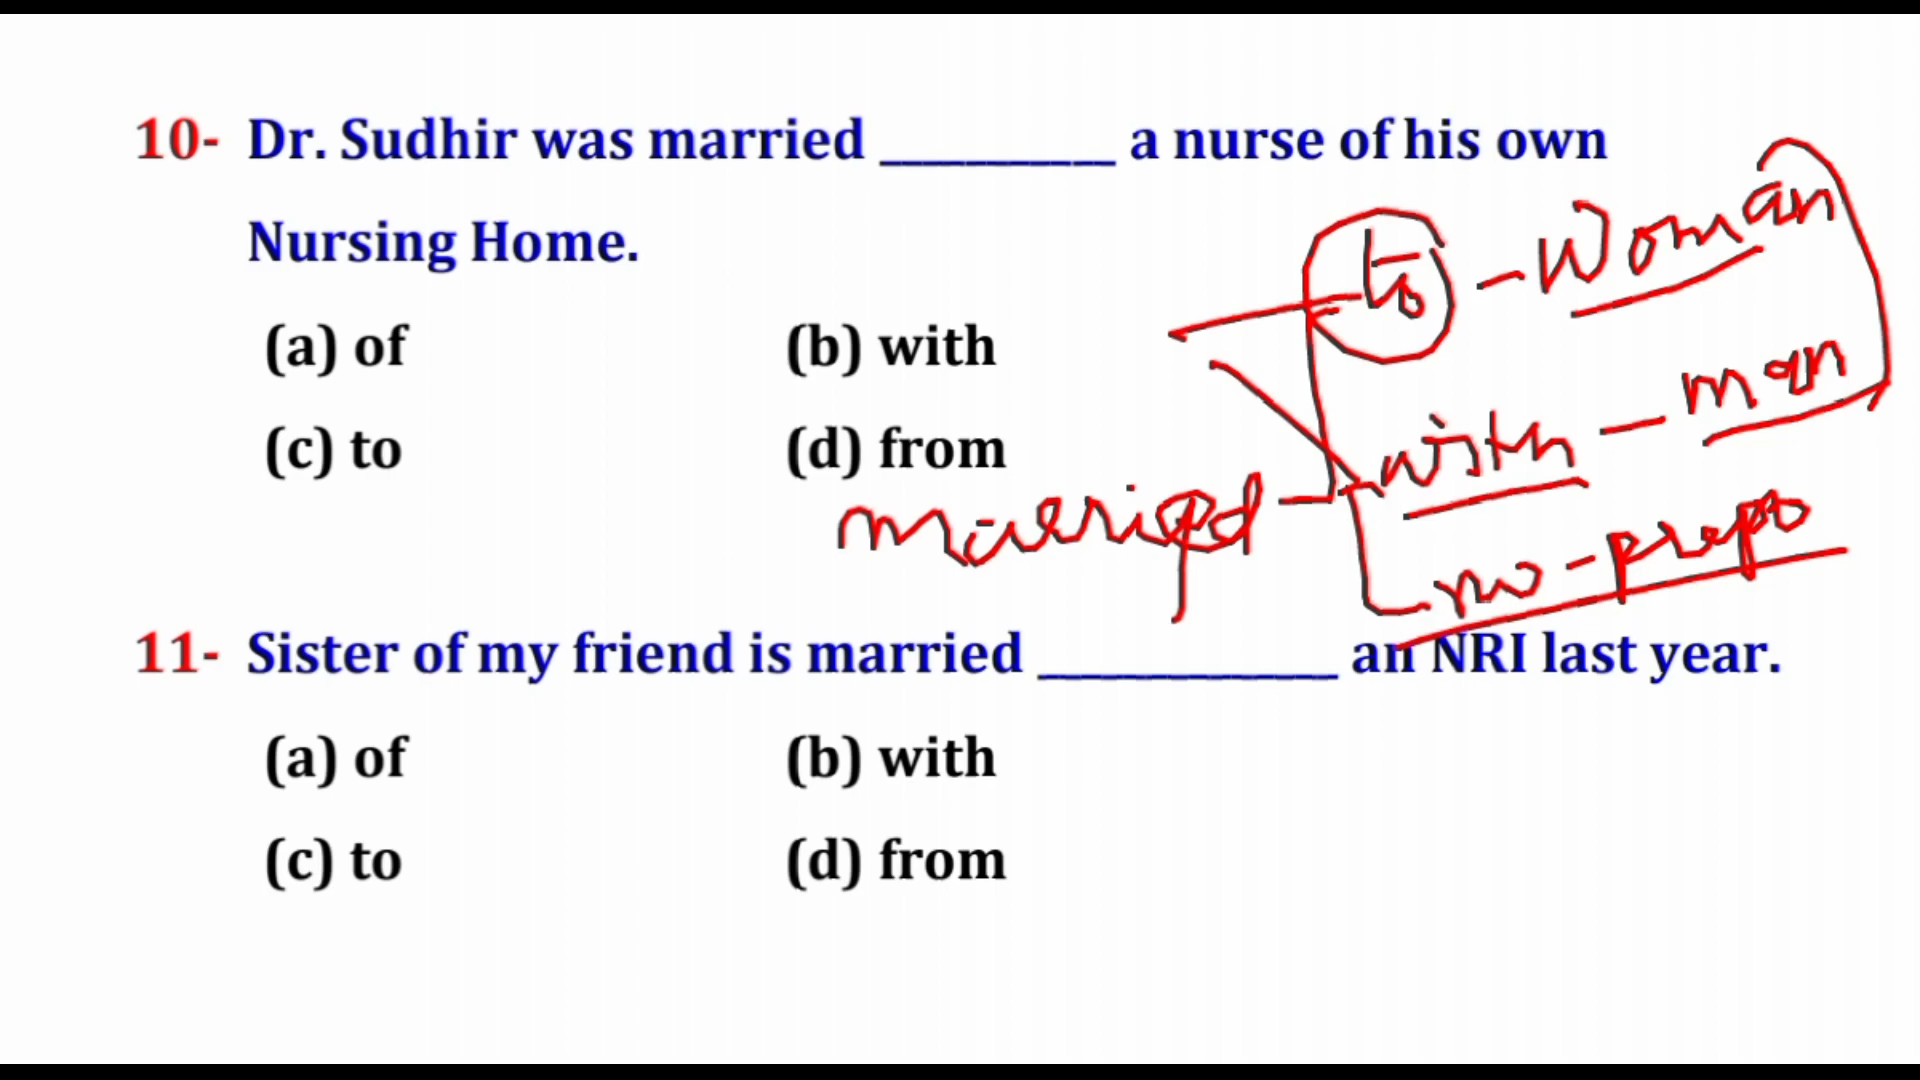 10- Dr. Sudhir was married __________ a nurse of his own
Nursing Home.
to - Woman
(a) of (b) with
with - man
(c) to (d) from
married
no-prepo
11- Sister of my friend is married _____________ an NRI last year.
(a) of (b) with
(c) to (d) from